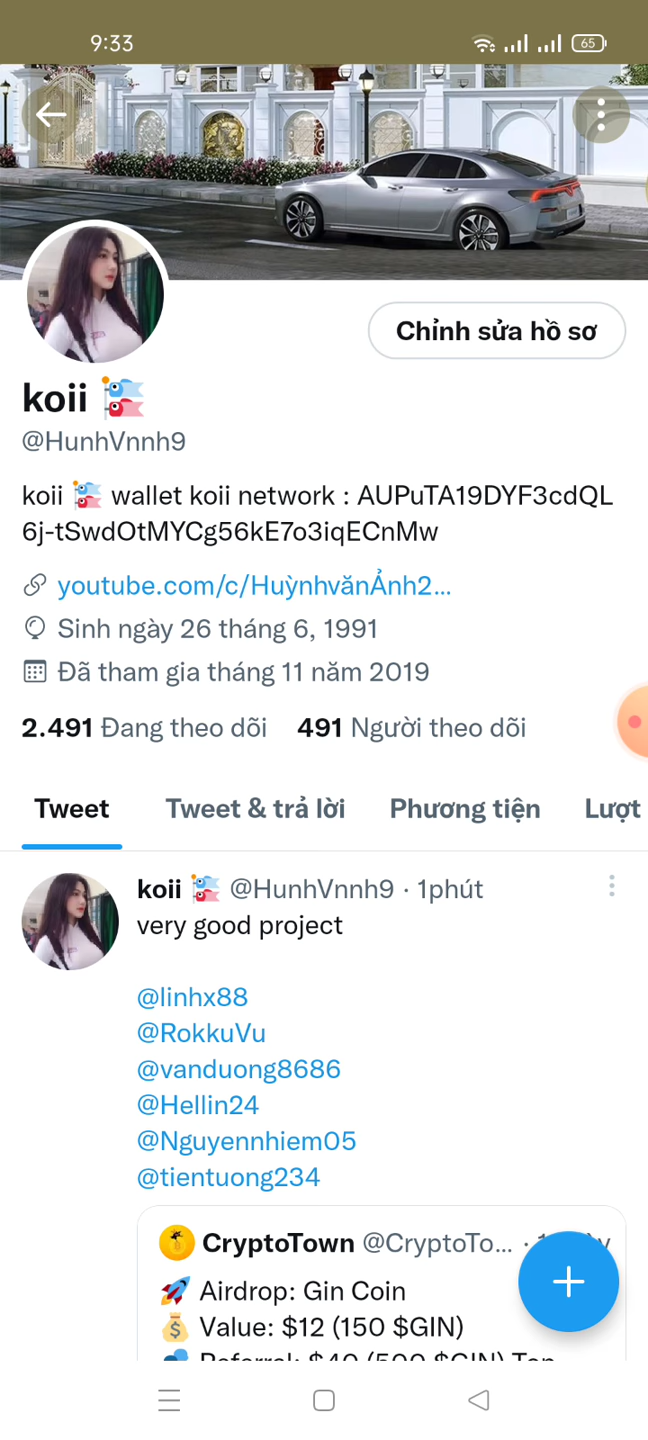 9:33
65
Chỉnh sửa hồ sơ
koii 🎏
@HunhVnnh9
koii 🎏 wallet koii network : AUPuTA19DYF3cdQL
6j-tSwdOtMYCg56kE7o3iqECnMw
youtube.com/c/HuỳnhvănẢnh2...
Sinh ngày 26 tháng 6, 1991
Đã tham gia tháng 11 năm 2019
2.491 Đang theo dõi 491 Người theo dõi
Tweet Tweet & trả lời Phương tiện Lượt
koii 🎏 @HunhVnnh9 · 1phút
very good project
@linhx88
@RokkuVu
@vanduong8686
@Hellin24
@Nguyennhiem05
@tientuong234
CryptoTown @CryptoTo... ·
🚀 Airdrop: Gin Coin
💰 Value: $12 (150 $GIN)
👥 Referral: $40 (500 $GIN) Top